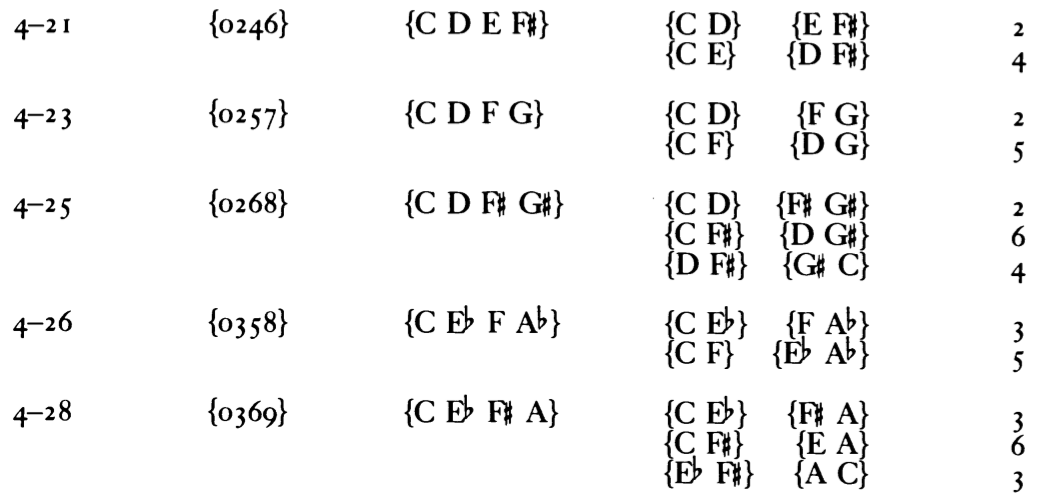 4–21 {0246} {C D E F♯} {C D} {E F♯} 2
{C E} {D F♯} 4
4–23 {0257} {C D F G} {C D} {F G} 2
{C F} {D G} 5
4–25 {0268} {C D F♯ G♯} {C D} {F♯ G♯} 2
{C F♯} {D G♯} 6
{D F♯} {G♯ C} 4
4–26 {0358} {C E♭ F A♭} {C E♭} {F A♭} 3
{C F} {E♭ A♭} 5
4–28 {0369} {C E♭ F♯ A} {C E♭} {F♯ A} 3
{C F♯} {E A} 6
{E♭ F♯} {A C} 3